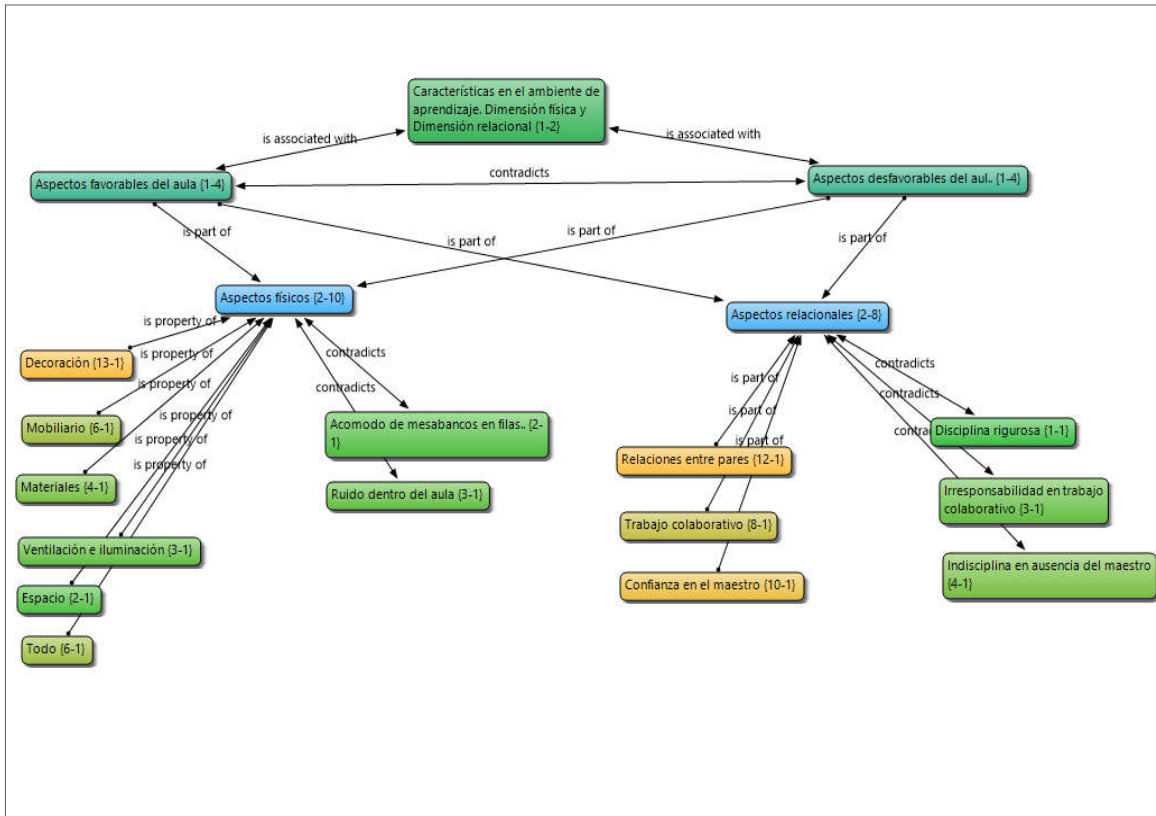 Características en el ambiente de
aprendizaje. Dimensión física y
Dimensión relacional {1-2}
is associated with
is associated with
Aspectos favorables del aula {1-4}
contradicts
Aspectos desfavorables del aul.. {1-4}
is part of
is part of
is part of
is part of
Aspectos físicos {2-10}
Aspectos relacionales {2-8}
is property of
Decoración {13-1}
is property of
is property of
Mobiliario {6-1}
is property of
is property of
is property of
Materiales {4-1}
Ventilación e iluminación {3-1}
Espacio {2-1}
Todo {6-1}
contradicts
contradicts
Acomodo de mesabancos en filas.. {2-
1}
Ruido dentro del aula {3-1}
is part of
is part of
is part of
Relaciones entre pares {12-1}
Trabajo colaborativo {8-1}
Confianza en el maestro {10-1}
contradicts
contradicts
contra
Disciplina rigurosa {1-1}
Irresponsabilidad en trabajo
colaborativo {3-1}
Indisciplina en ausencia del maestro
{4-1}